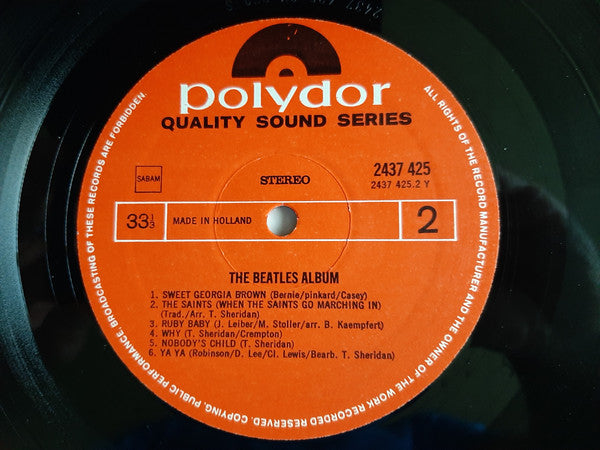 polydor
QUALITY SOUND SERIES
SABAM
STEREO
2437 425
2437 425.2 Y
33 1/3
MADE IN HOLLAND
2
THE BEATLES ALBUM
1. SWEET GEORGIA BROWN (Bernie/pinkard/Casey)
2. THE SAINTS (WHEN THE SAINTS GO MARCHING IN)
(Trad./Arr. T. Sheridan)
3. RUBY BABY (J. Leiber/M. Stoller/arr. B. Kaempfert)
4. WHY (T. Sheridan/Crempton)
5. NOBODY'S CHILD (T. Sheridan)
6. YA YA (Robinson/D. Lee/Cl. Lewis/Bearb. T. Sheridan)
ALL RIGHTS OF THE RECORD MANUFACTURER AND THE OWNER OF THE WORK RECORDED RESERVED. COPYING, PUBLIC PERFORMANCE BROADCASTING OF THESE RECORDS ARE FORBIDDEN.